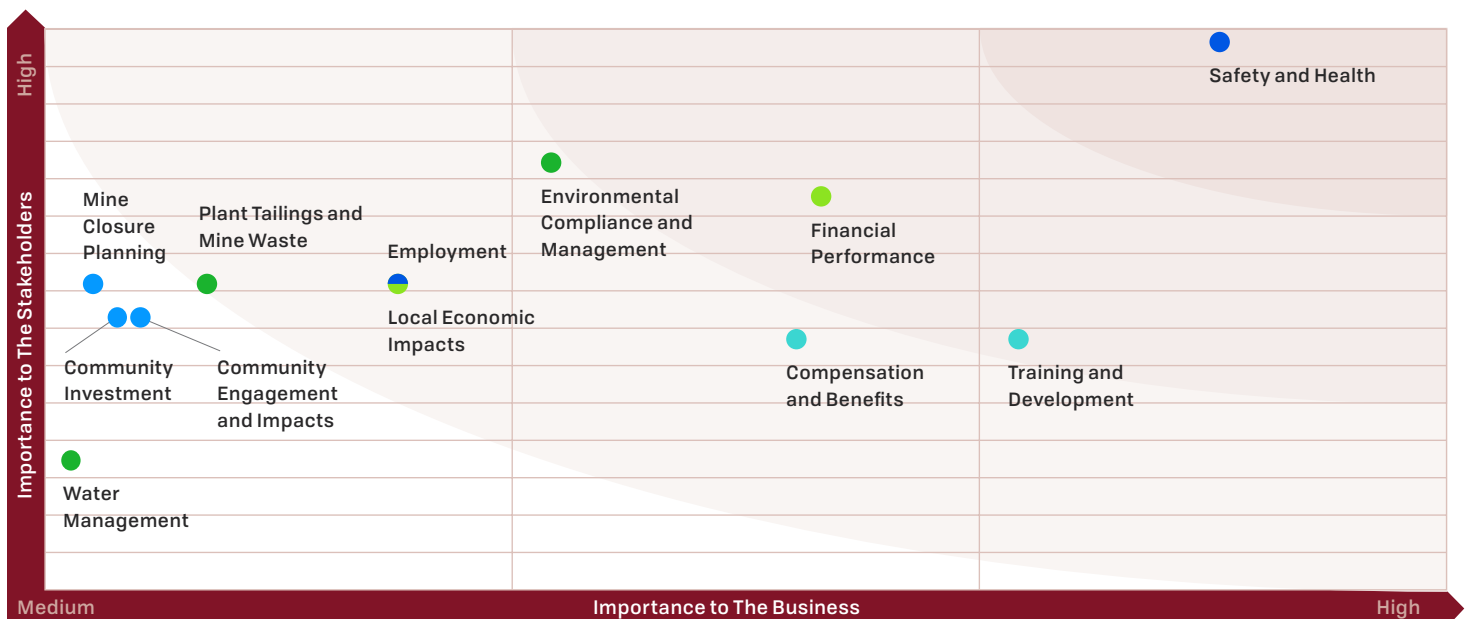 High
Importance to The Stakeholders
Safety and Health
Environmental
Compliance and
Management
Financial
Performance
Mine
Closure
Planning
Plant Tailings and
Mine Waste
Employment
Local Economic
Impacts
Community
Investment
Community
Engagement
and Impacts
Compensation
and Benefits
Training and
Development
Water
Management
Medium
Importance to The Business
High